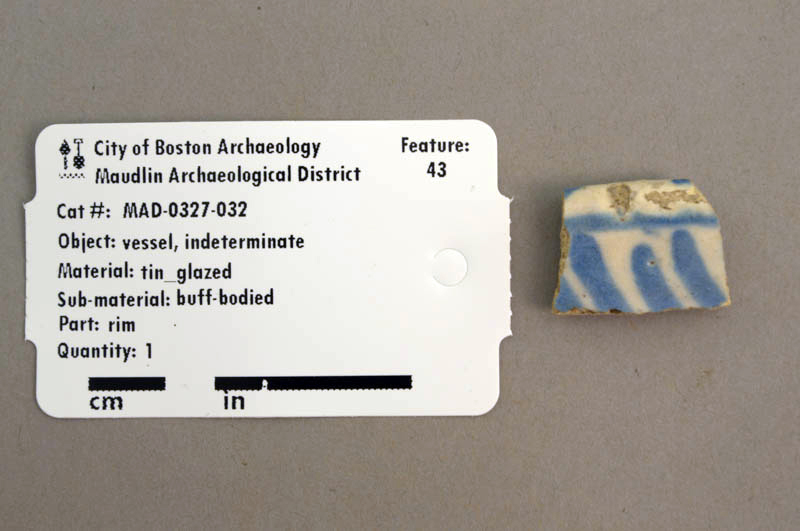 City of Boston Archaeology
Maudlin Archaeological District
Feature:
43
Cat #: MAD-0327-032
Object: vessel, indeterminate
Material: tin_glazed
Sub-material: buff-bodied
Part: rim
Quantity: 1
cm
in